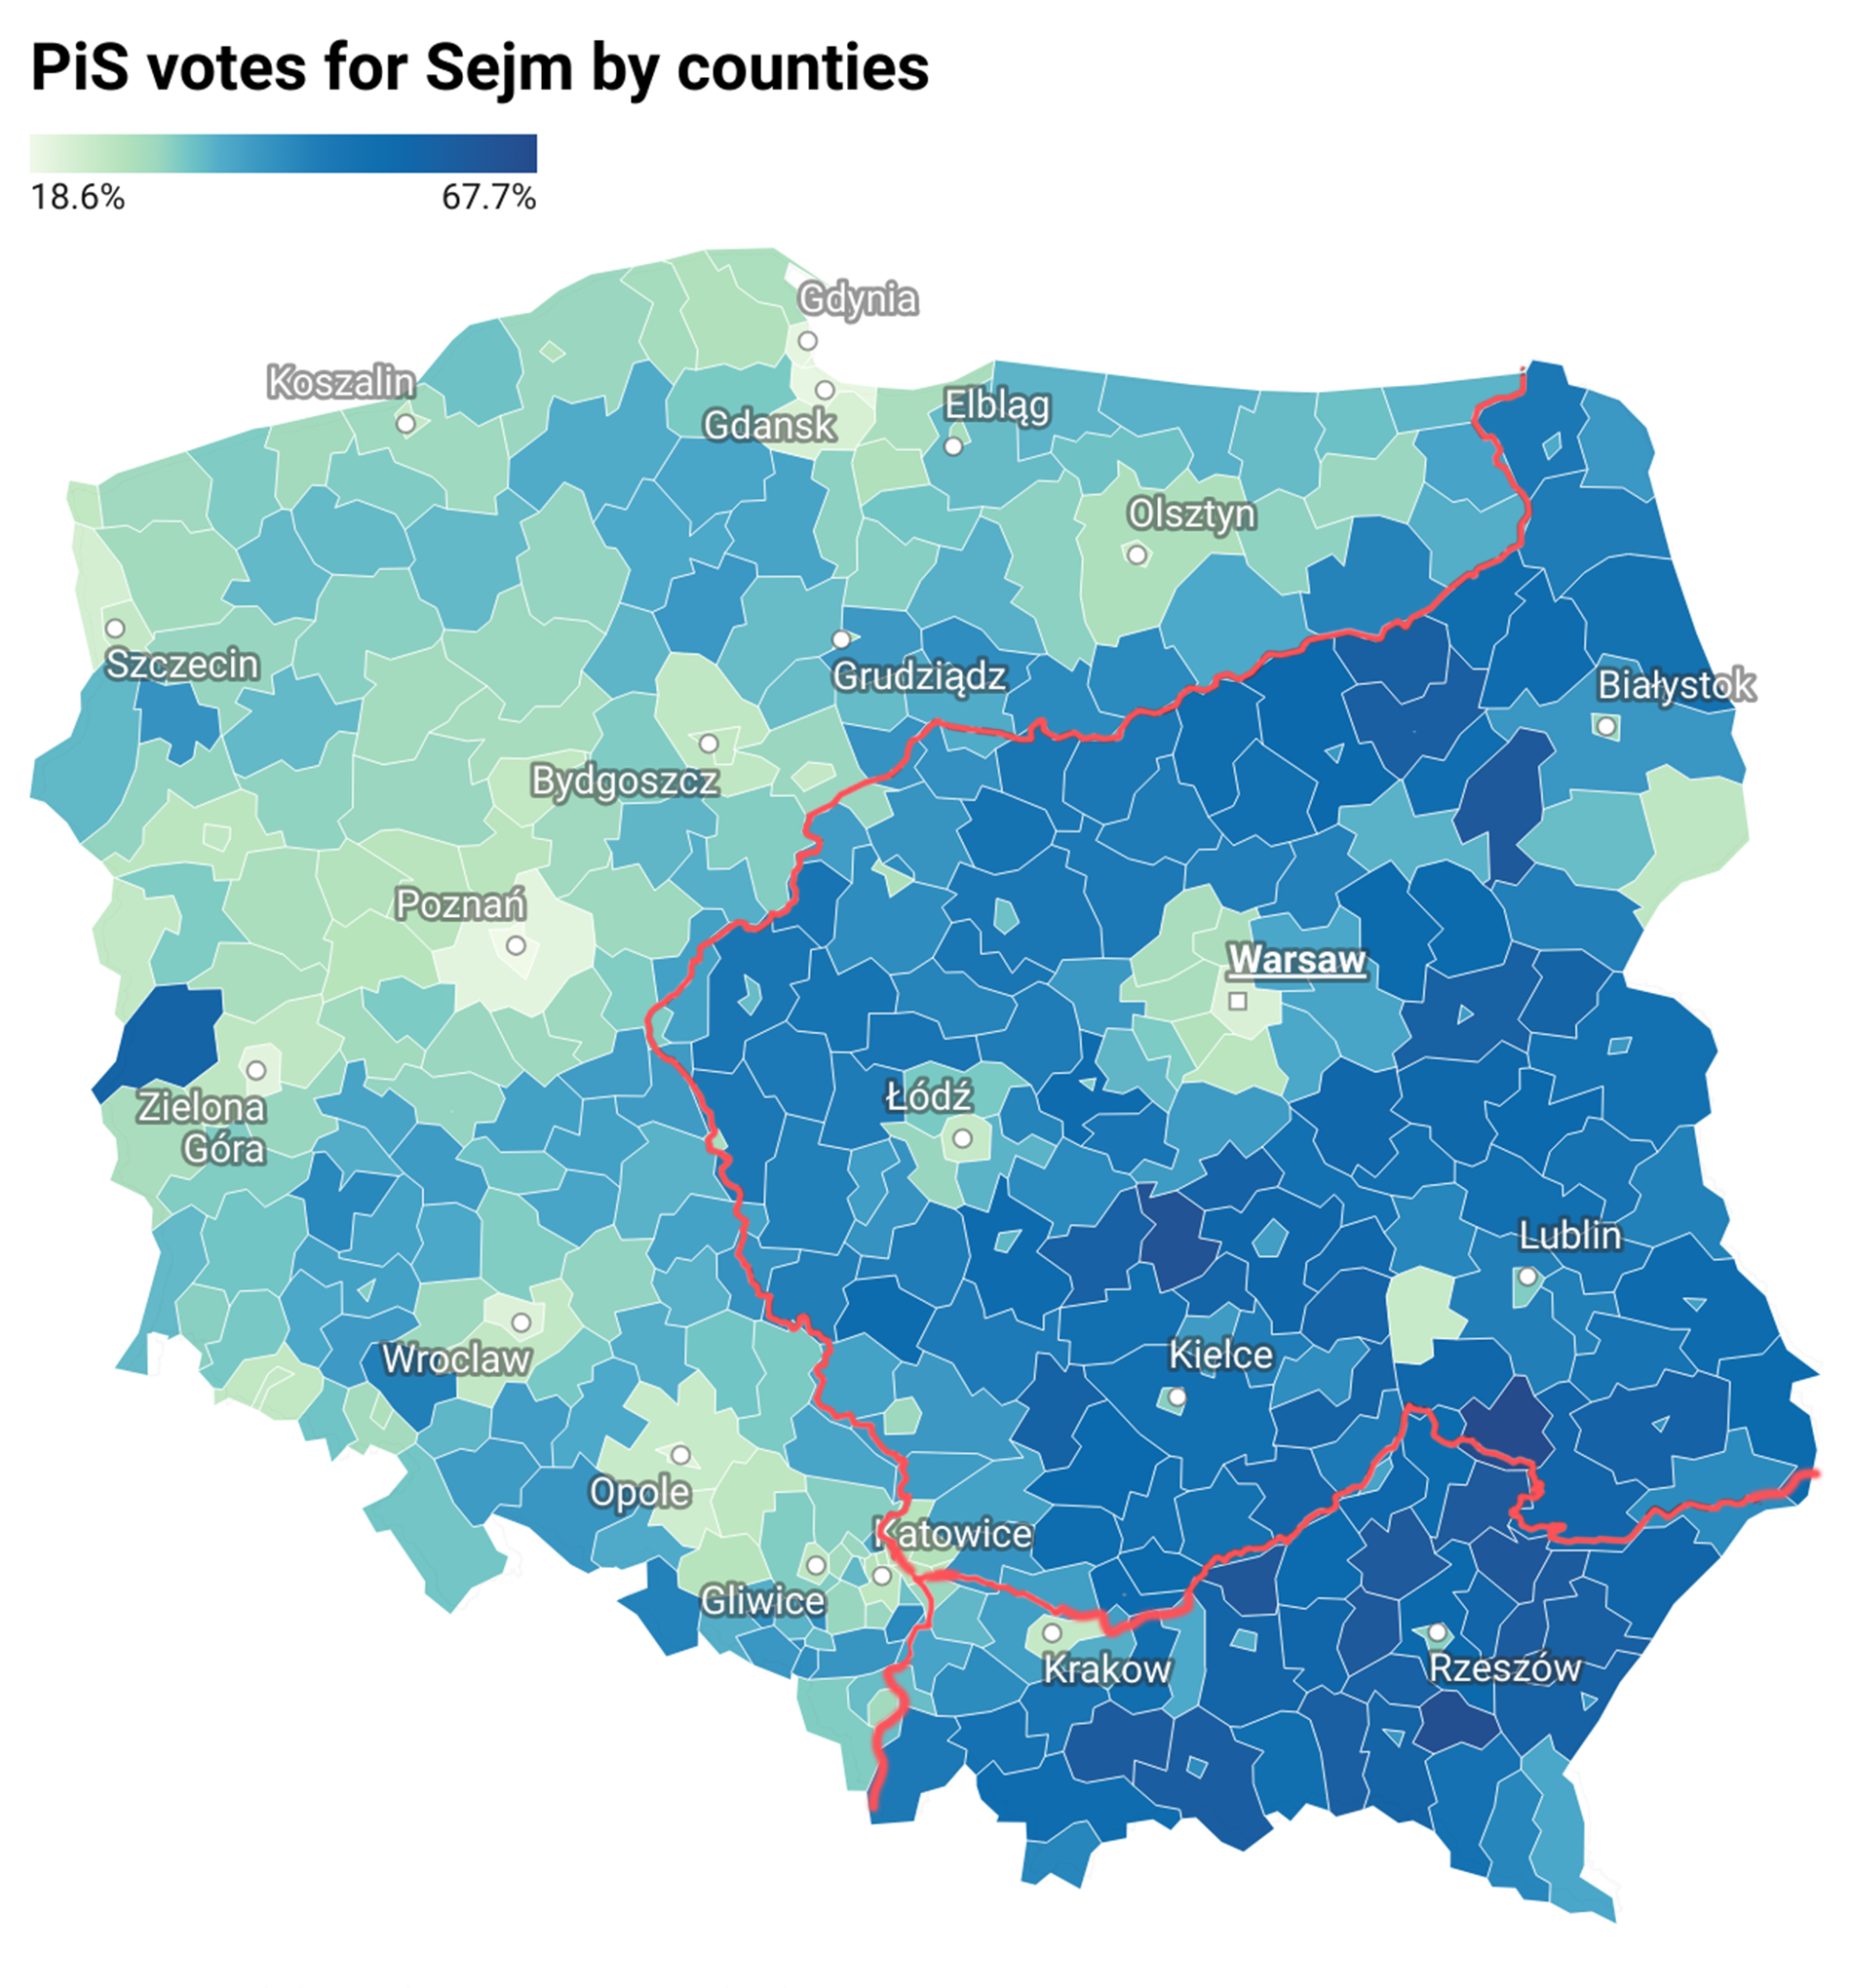 PiS votes for Sejm by counties
18.6% 67.7%
Gdynia
Koszalin
Elbląg
Gdansk
Olsztyn
Szczecin
Grudziądz
Białystok
Bydgoszcz
Poznań
Warsaw
Łódź
Zielona
Góra
Lublin
Wroclaw
Kielce
Opole
Katowice
Gliwice
Krakow
Rzeszów